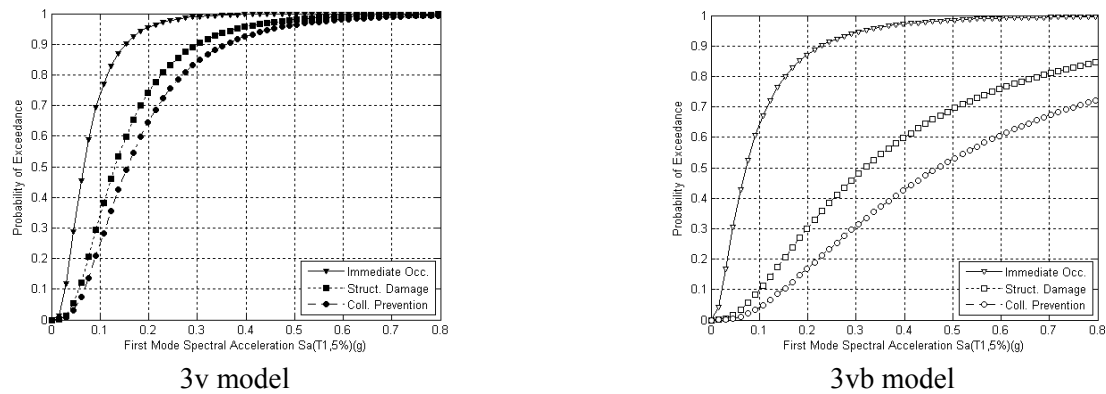 Probability of Exceedance
1
0.9
0.8
0.7
0.6
0.5
0.4
0.3
0.2
0.1
0
0 0.1 0.2 0.3 0.4 0.5 0.6 0.7 0.8
Immediate Occ.
Struct. Damage
Coll. Prevention
First Mode Spectral Acceleration Sa(T1,5%)(g)
3v model
Probability of Exceedance
1
0.9
0.8
0.7
0.6
0.5
0.4
0.3
0.2
0.1
0
0 0.1 0.2 0.3 0.4 0.5 0.6 0.7 0.8
Immediate Occ.
Struct. Damage
Coll. Prevention
First Mode Spectral Acceleration Sa(T1,5%)(g)
3vb model